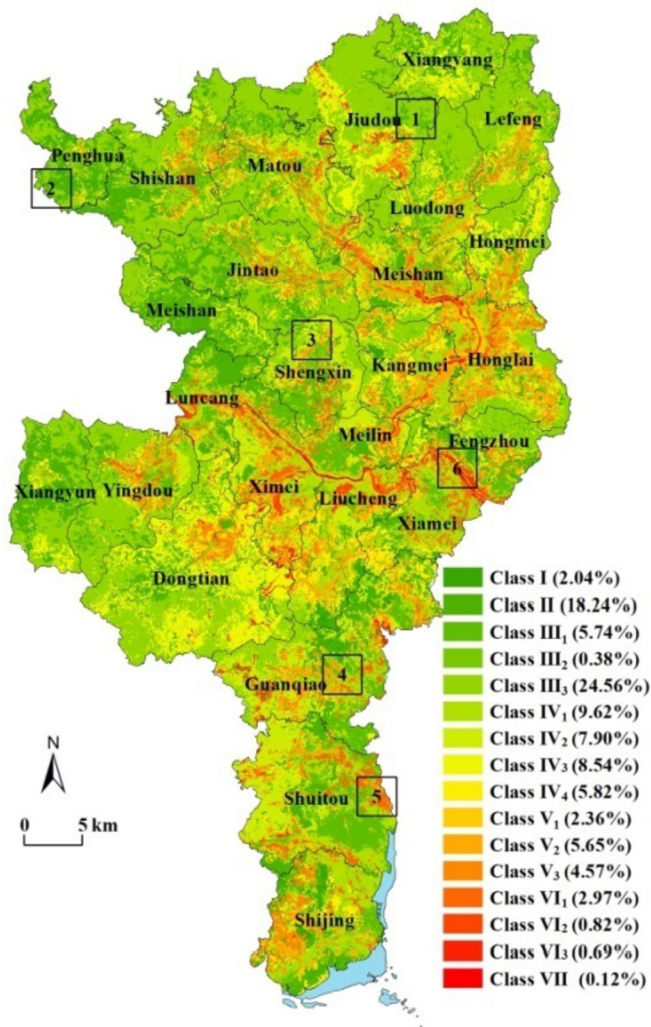 Xiangyang
Jiudou
1
Lefeng
Penghua
2
Shishan
Matou
Luodong
Hongmei
Jintao
Meishan
Meishan
3
Shengxin
Kangmei
Honglai
Luncang
Meilin
Fengzhou
6
Xiangyun
Yingdou
Ximei
Liucheng
Xiamei
Dongtian
Guanqiao
4
Shuitou
5
Shijing
N
0 5 km
Class I (2.04%)
Class II (18.24%)
Class III₁ (5.74%)
Class III₂ (0.38%)
Class III₃ (24.56%)
Class IV₁ (9.62%)
Class IV₂ (7.90%)
Class IV₃ (8.54%)
Class IV₄ (5.82%)
Class V₁ (2.36%)
Class V₂ (5.65%)
Class V₃ (4.57%)
Class VI₁ (2.97%)
Class VI₂ (0.82%)
Class VI₃ (0.69%)
Class VII (0.12%)